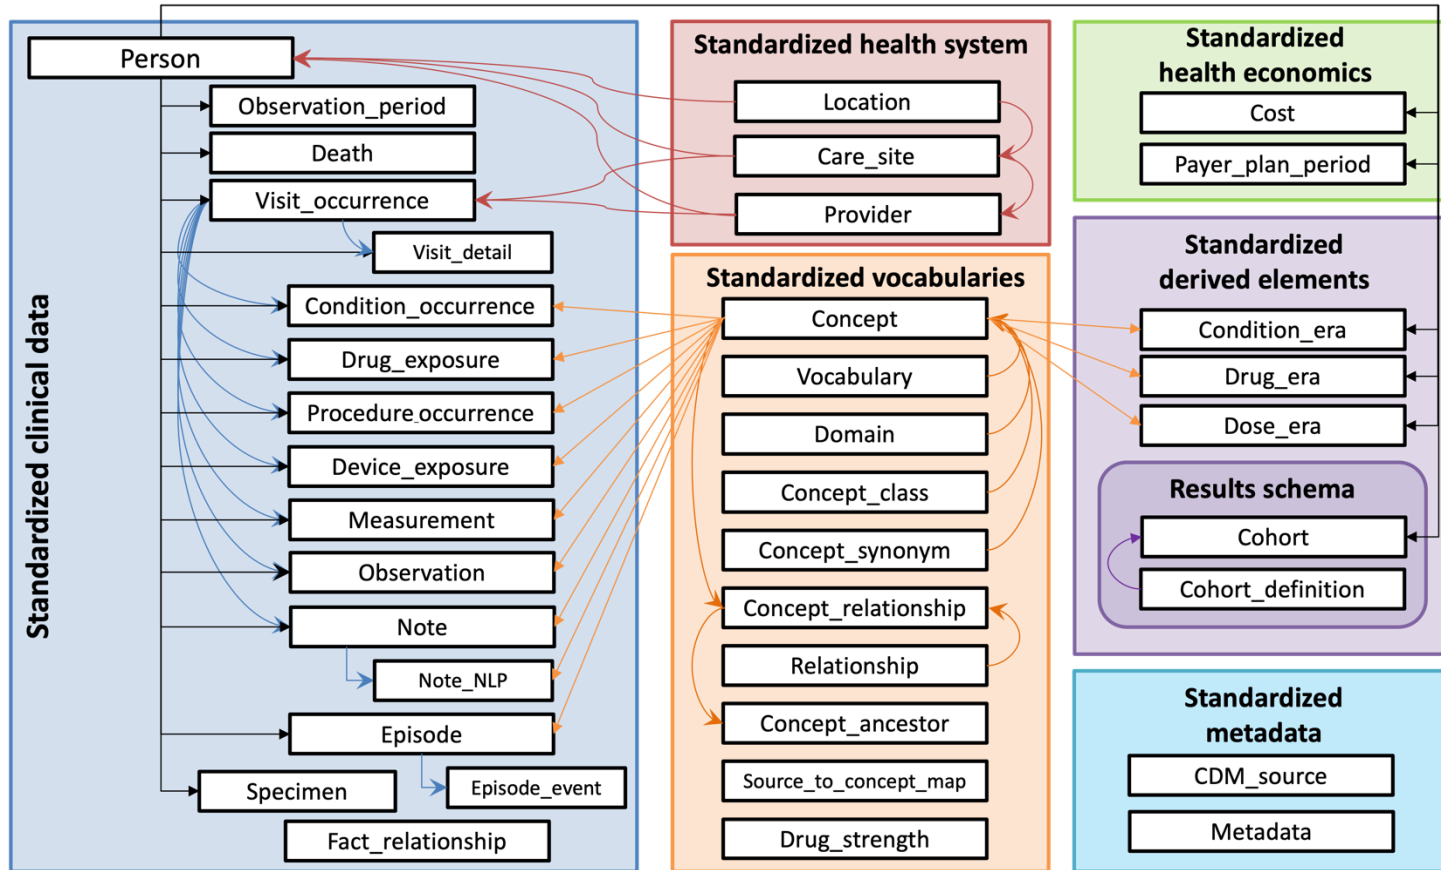 Standardized clinical data
Person
Observation_period
Death
Visit_occurrence
Visit_detail
Condition_occurrence
Drug_exposure
Procedure_occurrence
Device_exposure
Measurement
Observation
Note
Note_NLP
Episode
Specimen
Episode_event
Fact_relationship
Standardized health system
Location
Care_site
Provider
Standardized vocabularies
Concept
Vocabulary
Domain
Concept_class
Concept_synonym
Concept_relationship
Relationship
Concept_ancestor
Source_to_concept_map
Drug_strength
Standardized
health economics
Cost
Payer_plan_period
Standardized
derived elements
Condition_era
Drug_era
Dose_era
Results schema
Cohort
Cohort_definition
Standardized
metadata
CDM_source
Metadata